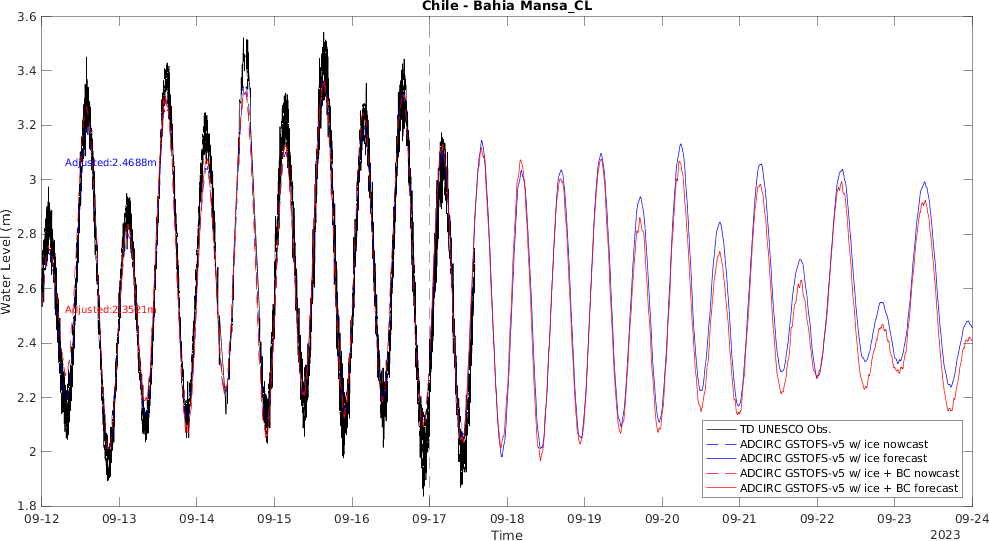 Chile - Bahia Mansa_CL
3.6
3.4
3.2
3
2.8
2.6
2.4
2.2
2
1.8
Water Level (m)
Adjusted:2.4688m
Adjusted:2.3521m
TD UNESCO Obs.
ADCIRC GSTOFS-v5 w/ ice nowcast
ADCIRC GSTOFS-v5 w/ ice forecast
ADCIRC GSTOFS-v5 w/ ice + BC nowcast
ADCIRC GSTOFS-v5 w/ ice + BC forecast
09-12 09-13 09-14 09-15 09-16 09-17 09-18 09-19 09-20 09-21 09-22 09-23 09-24
Time
2023